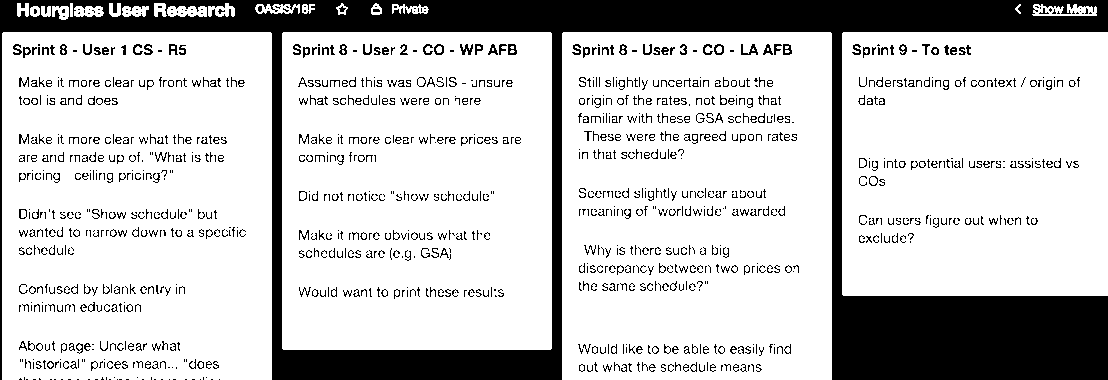 Hourglass User Research OASIS/18F Private Show Menu
Sprint 8 - User 1 CS - R5
Make it more clear up front what the
tool is and does
Make it more clear what the rates
are and made up of. "What is the
pricing ceiling pricing?"
Didn't see "Show schedule" but
wanted to narrow down to a specific
schedule
Confused by blank entry in
minimum education
About page: Unclear what
"historical" prices mean... "does
Sprint 8 - User 2 - CO - WP AFB
Assumed this was OASIS - unsure
what schedules were on here
Make it more clear where prices are
coming from
Did not notice "show schedule"
Make it more obvious what the
schedules are (e.g. GSA)
Would want to print these results
Sprint 8 - User 3 - CO - LA AFB
Still slightly uncertain about the
origin of the rates, not being that
familiar with these GSA schedules.
These were the agreed upon rates
in that schedule?
Seemed slightly unclear about
meaning of "worldwide" awarded
Why is there such a big
discrepancy between two prices on
the same schedule?"
Would like to be able to easily find
out what the schedule means
Sprint 9 - To test
Understanding of context / origin of
data
Dig into potential users: assisted vs
COs
Can users figure out when to
exclude?